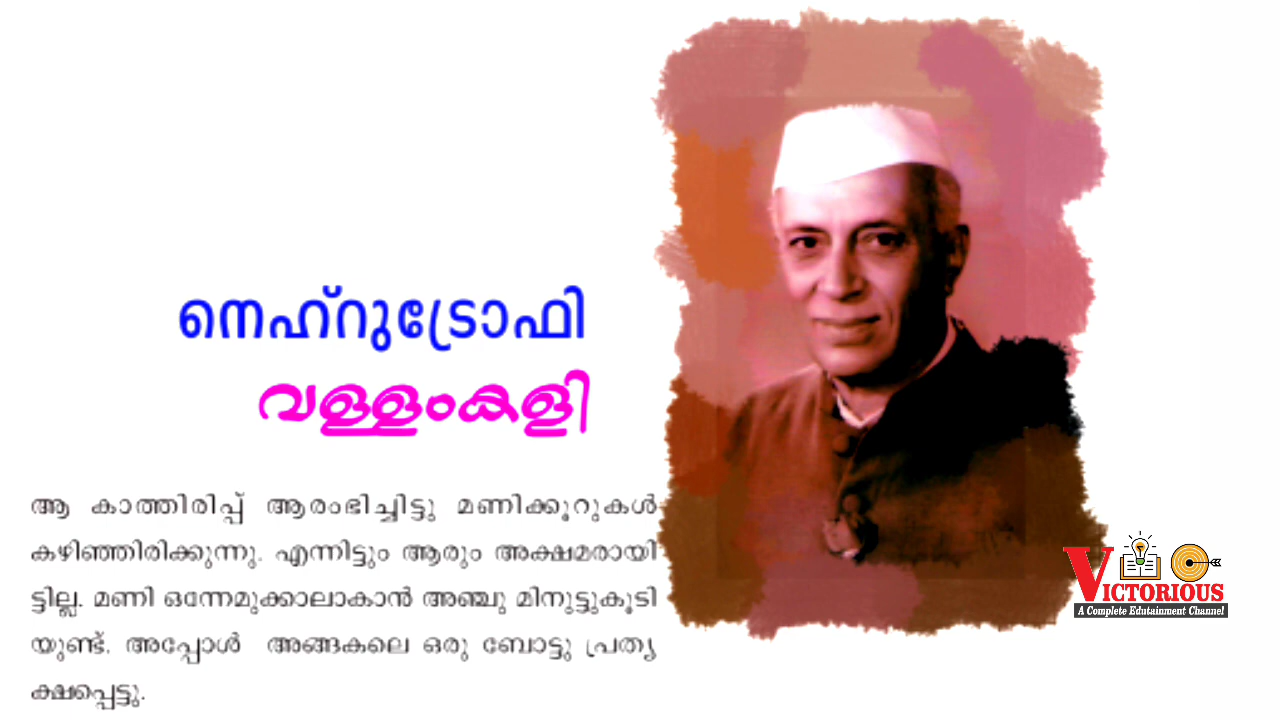 നെഹ്റുട്രോഫി
വള്ളംകളി
ആ കാത്തിരിപ്പ് ആരംഭിച്ചിട്ടു മണിക്കൂറുകൾ
കഴിഞ്ഞിരിക്കുന്നു. എന്നിട്ടും ആരും അക്ഷമരായി
ട്ടില്ല. മണി ഒന്നേമുക്കാലാകാൻ അഞ്ചു മിനുട്ടുകൂടി
യുണ്ട്. അപ്പോൾ അങ്ങകലെ ഒരു ബോട്ടു പ്രത്യ
ക്ഷപ്പെട്ടു.
VICTORIOUS
A Complete Edutainment Channel